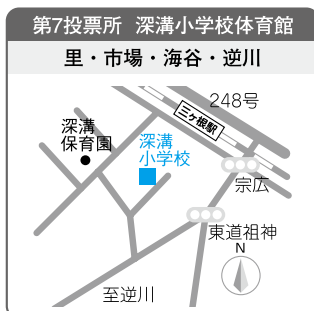 第7投票所 深溝小学校体育館
里・市場・海谷・逆川
248号
三ヶ根駅
深溝
保育園
深溝
小学校
宗広
東道祖神
N
至逆川